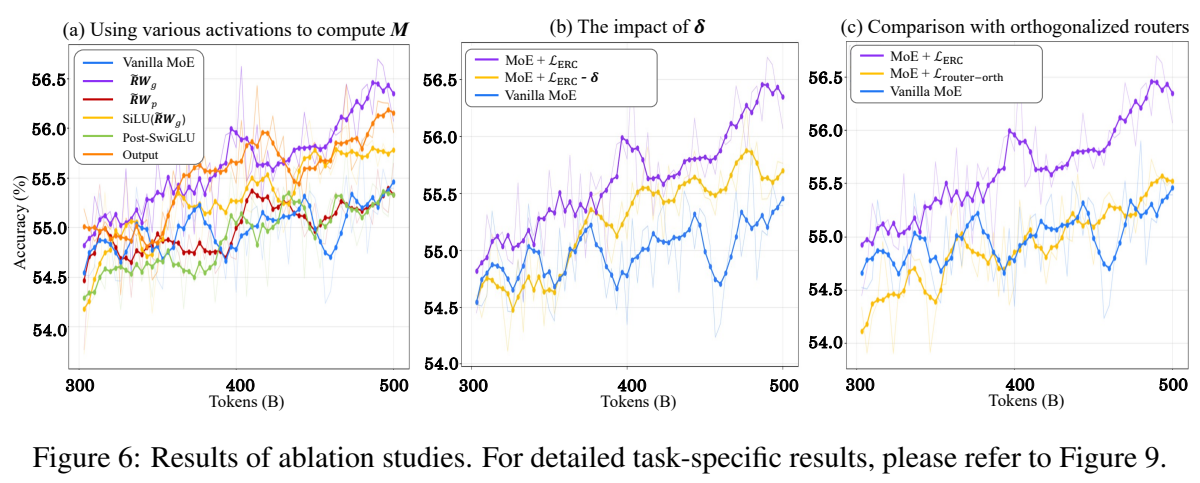 (a) Using various activations to compute M
Vanilla MoE
R̃W_g
R̃W_p
SiLU(R̃W_g)
Post-SwiGLU
Output
Accuracy (%)
56.5
56.0
55.5
55.0
54.5
54.0
300
400
500
Tokens (B)
(b) The impact of δ
MoE + ℒ_ERC
MoE + ℒ_ERC - δ
Vanilla MoE
56.5
56.0
55.5
55.0
54.5
54.0
300
400
500
Tokens (B)
(c) Comparison with orthogonalized routers
MoE + ℒ_ERC
MoE + ℒ_router−orth
Vanilla MoE
56.5
56.0
55.5
55.0
54.5
54.0
300
400
500
Tokens (B)
Figure 6: Results of ablation studies. For detailed task-specific results, please refer to Figure 9.